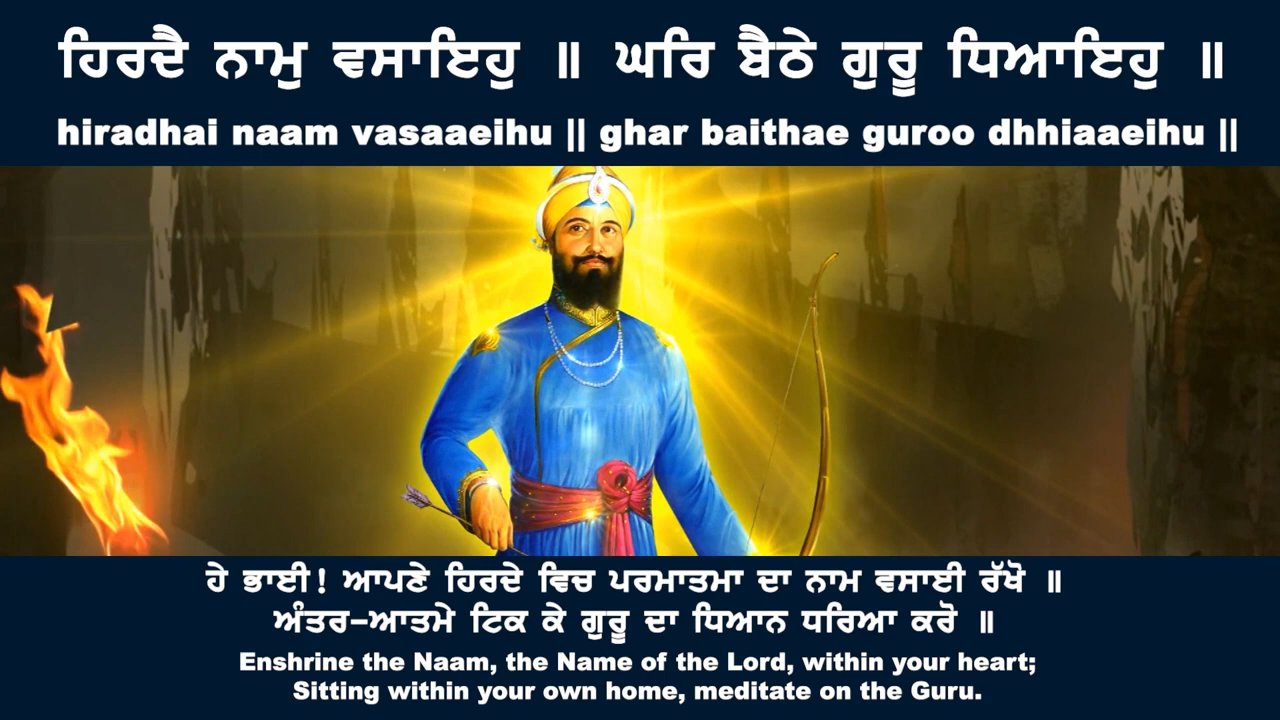 ਹਿਰਦੈ ਨਾਮੁ ਵਸਾਇਹੁ ॥ ਘਰਿ ਬੈਠੇ ਗੁਰੂ ਧਿਆਇਹੁ ॥
hiradhai naam vasaaeihu || ghar baithae guroo dhhiaaeihu ||
ਹੇ ਭਾਈ! ਆਪਣੇ ਹਿਰਦੇ ਵਿਚ ਪਰਮਾਤਮਾ ਦਾ ਨਾਮ ਵਸਾਈ ਰੱਖੋ ॥
ਅੰਤਰ-ਆਤਮੇ ਟਿਕ ਕੇ ਗੁਰੂ ਦਾ ਧਿਆਨ ਧਰਿਆ ਕਰੋ ॥
Enshrine the Naam, the Name of the Lord, within your heart;
Sitting within your own home, meditate on the Guru.